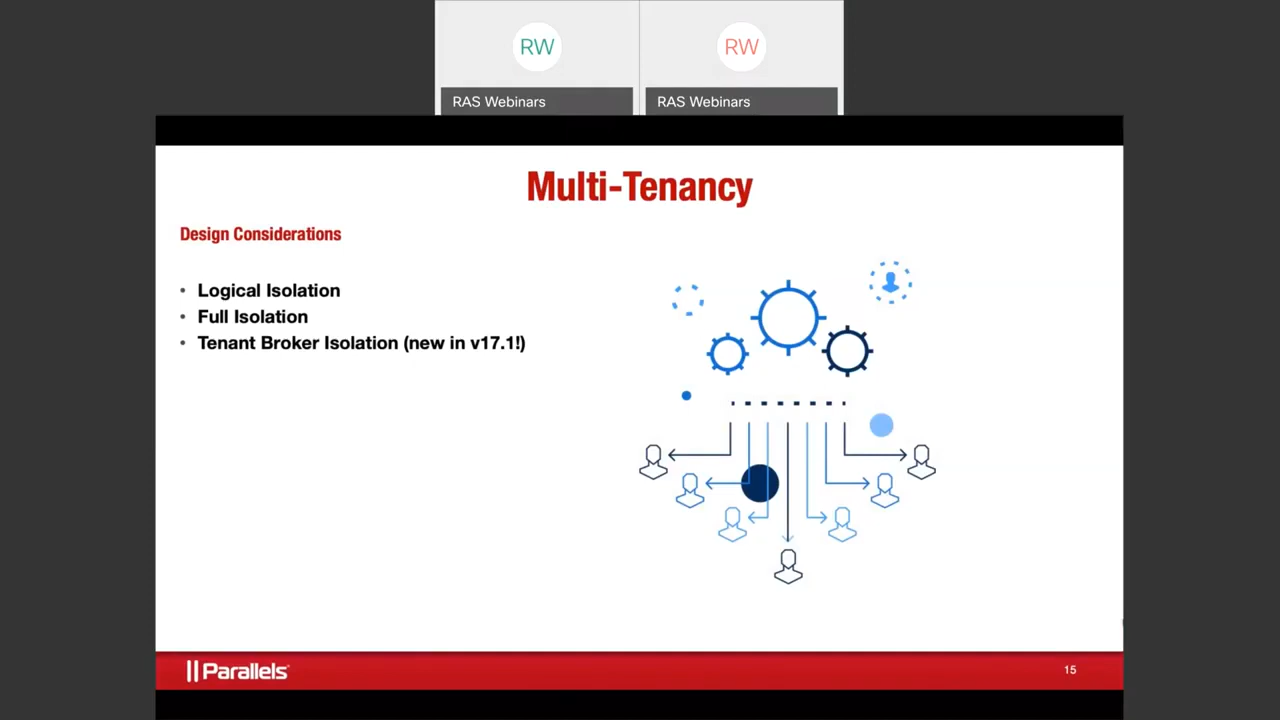 RW
RW
RAS Webinars
RAS Webinars
Multi-Tenancy
Design Considerations
• Logical Isolation
• Full Isolation
• Tenant Broker Isolation (new in v17.1!)
Parallels
15